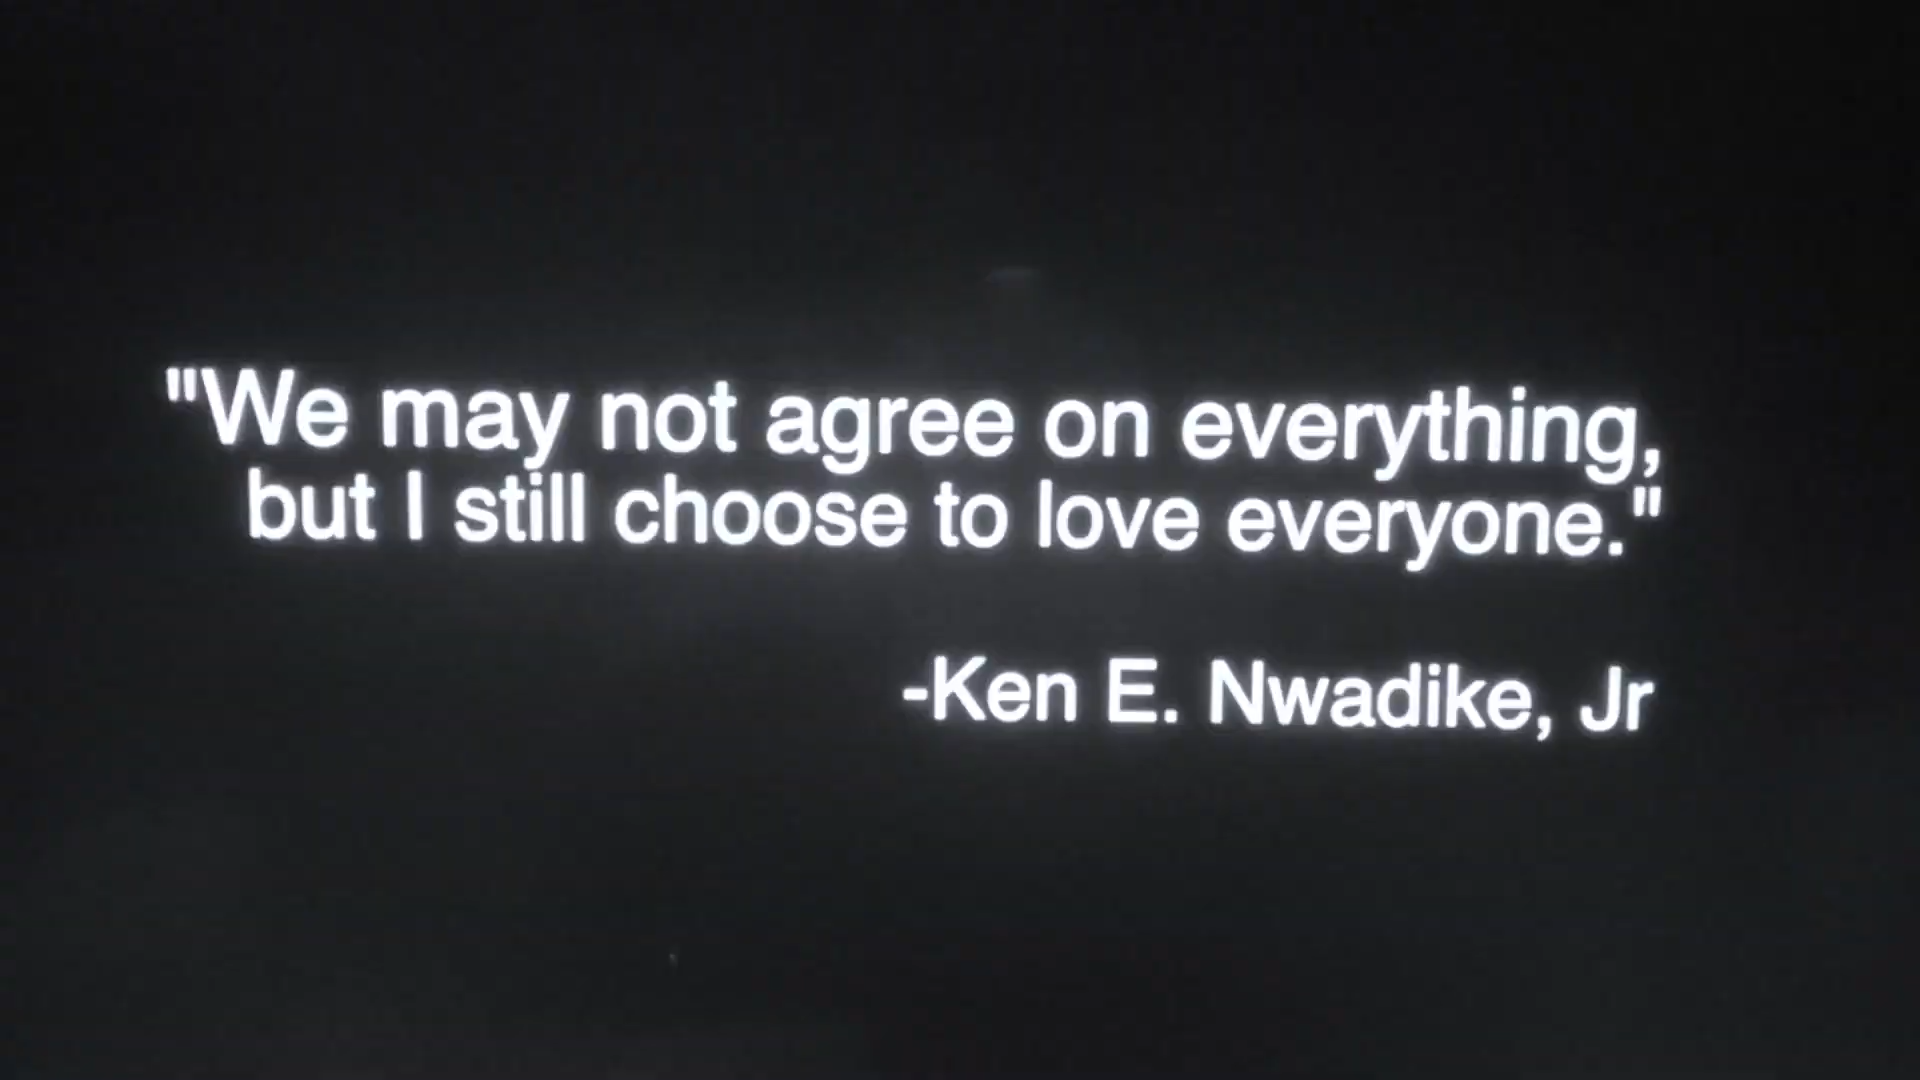 "We may not agree on everything,
but I still choose to love everyone."
-Ken E. Nwadike, Jr